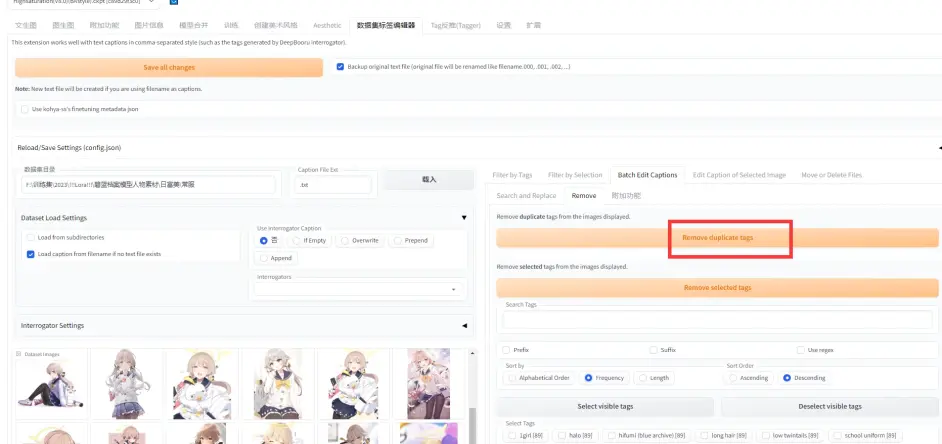 文生图 图生图 附加功能 图片信息 模型合并 训练 创建美术风格 Aesthetic 数据集标签编辑器 Tag反推(Tagger) 设置 扩展
This extension works well with text captions in comma-separated style (such as the tags generated by DeepBooru interrogator).
Save all changes
Backup original text file (original file will be renamed like filename.000, .001, .002, ...)
Note: New text file will be created if you are using filename as captions.
Use kohya-ss's finetuning metadata json
Reload/Save Settings (config.json)
数据集目录
Caption File Ext
.txt
载入
Dataset Load Settings
Load from subdirectories
Load caption from filename if no text file exists
Use Interrogator Caption
否 If Empty Overwrite Prepend
Append
Interrogators
Interrogator Settings
Dataset Images
Filter by Tags Filter by Selection Batch Edit Captions Edit Caption of Selected Image Move or Delete Files
Search and Replace Remove 附加功能
Remove duplicate tags from the images displayed.
Remove duplicate tags
Remove selected tags from the images displayed.
Remove selected tags
Search Tags
Prefix Suffix Use regex
Sort by
Alphabetical Order Frequency Length
Sort Order
Ascending Descending
Select visible tags Deselect visible tags
Select Tags
1girl [89] halo [89] hifumi (blue archive) [89] long hair [89] low twintails [89] school uniform [89]